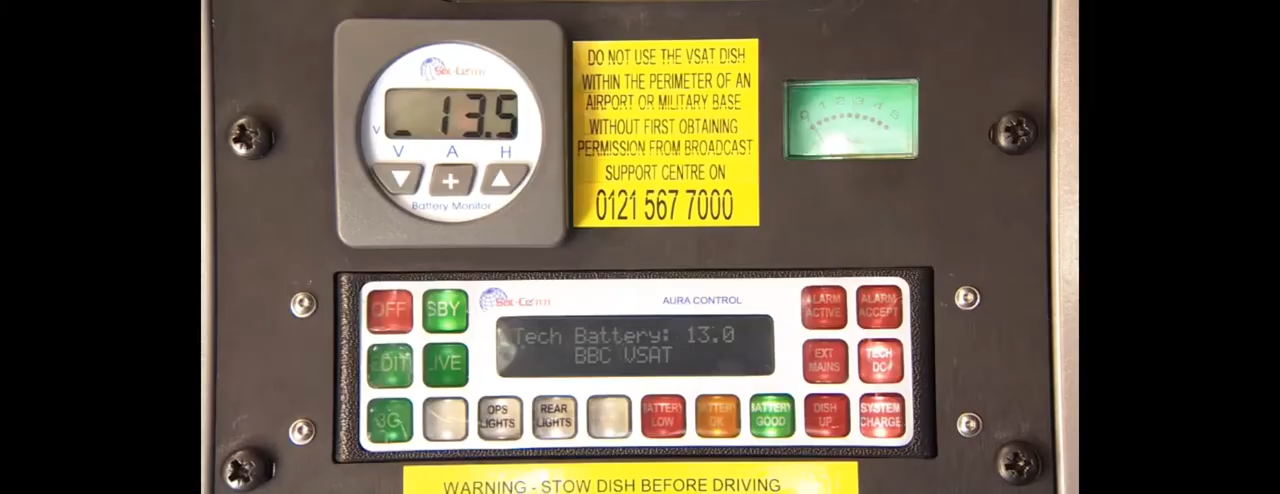 Sat-Comm
13.5
V
V A H
Battery Monitor
DO NOT USE THE VSAT DISH
WITHIN THE PERIMETER OF AN
AIRPORT OR MILITARY BASE
WITHOUT FIRST OBTAINING
PERMISSION FROM BROADCAST
SUPPORT CENTRE ON
0121 567 7000
0 1 2 3 4 5
Sat-Comm
AURA CONTROL
OFF
SBY
EDIT
LIVE
Tech Battery: 13.0
BBC VSAT
ALARM
ACTIVE
ALARM
ACCEPT
EXT
MAINS
TECH
DC
3G
OPS
LIGHTS
REAR
LIGHTS
BATTERY
LOW
BATTERY
OK
BATTERY
GOOD
DISH
UP
SYSTEM
CHARGE
WARNING - STOW DISH BEFORE DRIVING